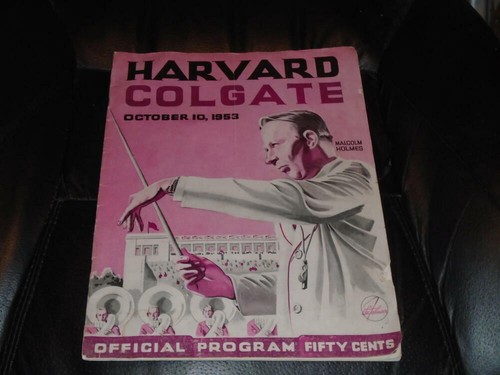 HARVARD
COLGATE
OCTOBER 10, 1953
MALCOLM
HOLMES
OFFICIAL PROGRAM FIFTY CENTS